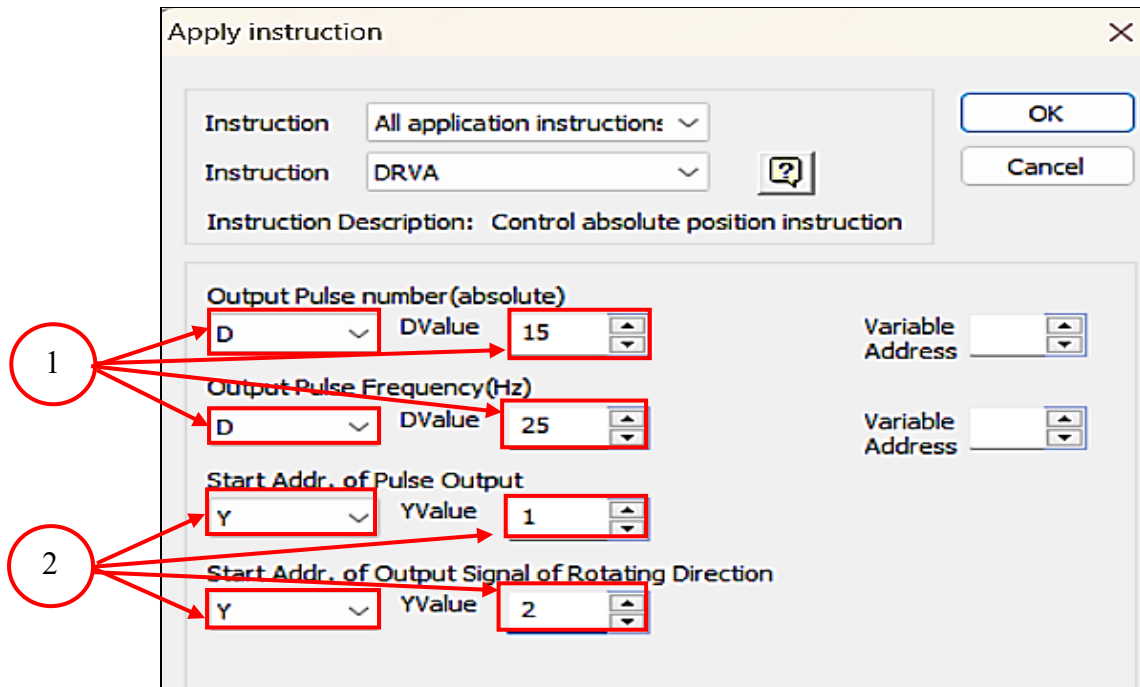 Apply instruction
Instruction All application instructions
OK
Instruction DRVA
Cancel
Instruction Description: Control absolute position instruction
Output Pulse number(absolute)
D DValue 15 Variable Address
1
Output Pulse Frequency(Hz)
D DValue 25 Variable Address
Start Addr. of Pulse Output
Y YValue 1
2
Start Addr. of Output Signal of Rotating Direction
Y YValue 2